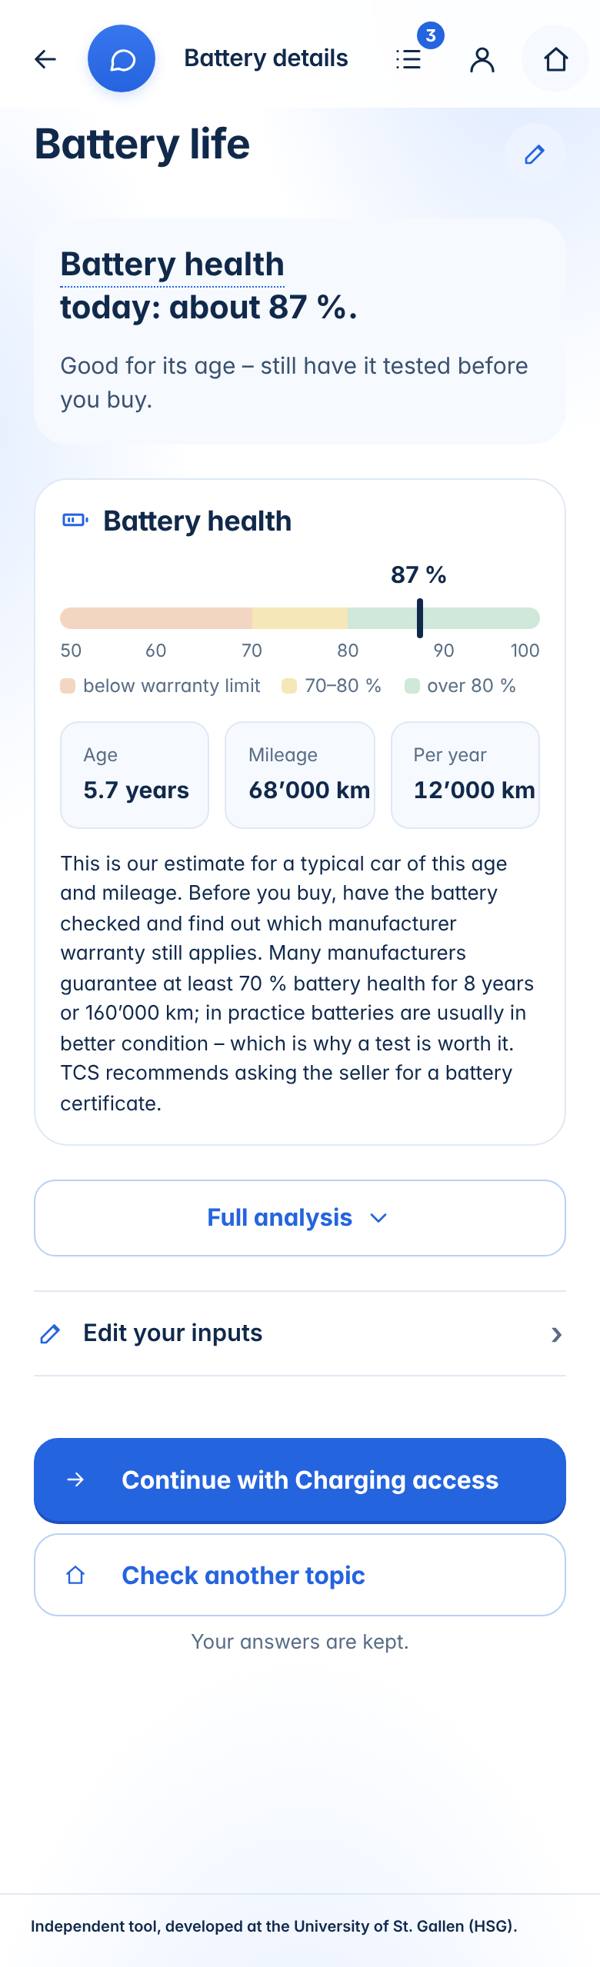 Battery details
3
Battery life
Battery health
today: about 87 %.
Good for its age – still have it tested before
you buy.
Battery health
87 %
50 60 70 80 90 100
below warranty limit 70–80 % over 80 %
Age
5.7 years
Mileage
68’000 km
Per year
12’000 km
This is our estimate for a typical car of this age
and mileage. Before you buy, have the battery
checked and find out which manufacturer
warranty still applies. Many manufacturers
guarantee at least 70 % battery health for 8 years
or 160’000 km; in practice batteries are usually in
better condition – which is why a test is worth it.
TCS recommends asking the seller for a battery
certificate.
Full analysis
Edit your inputs
Continue with Charging access
Check another topic
Your answers are kept.
Independent tool, developed at the University of St. Gallen (HSG).